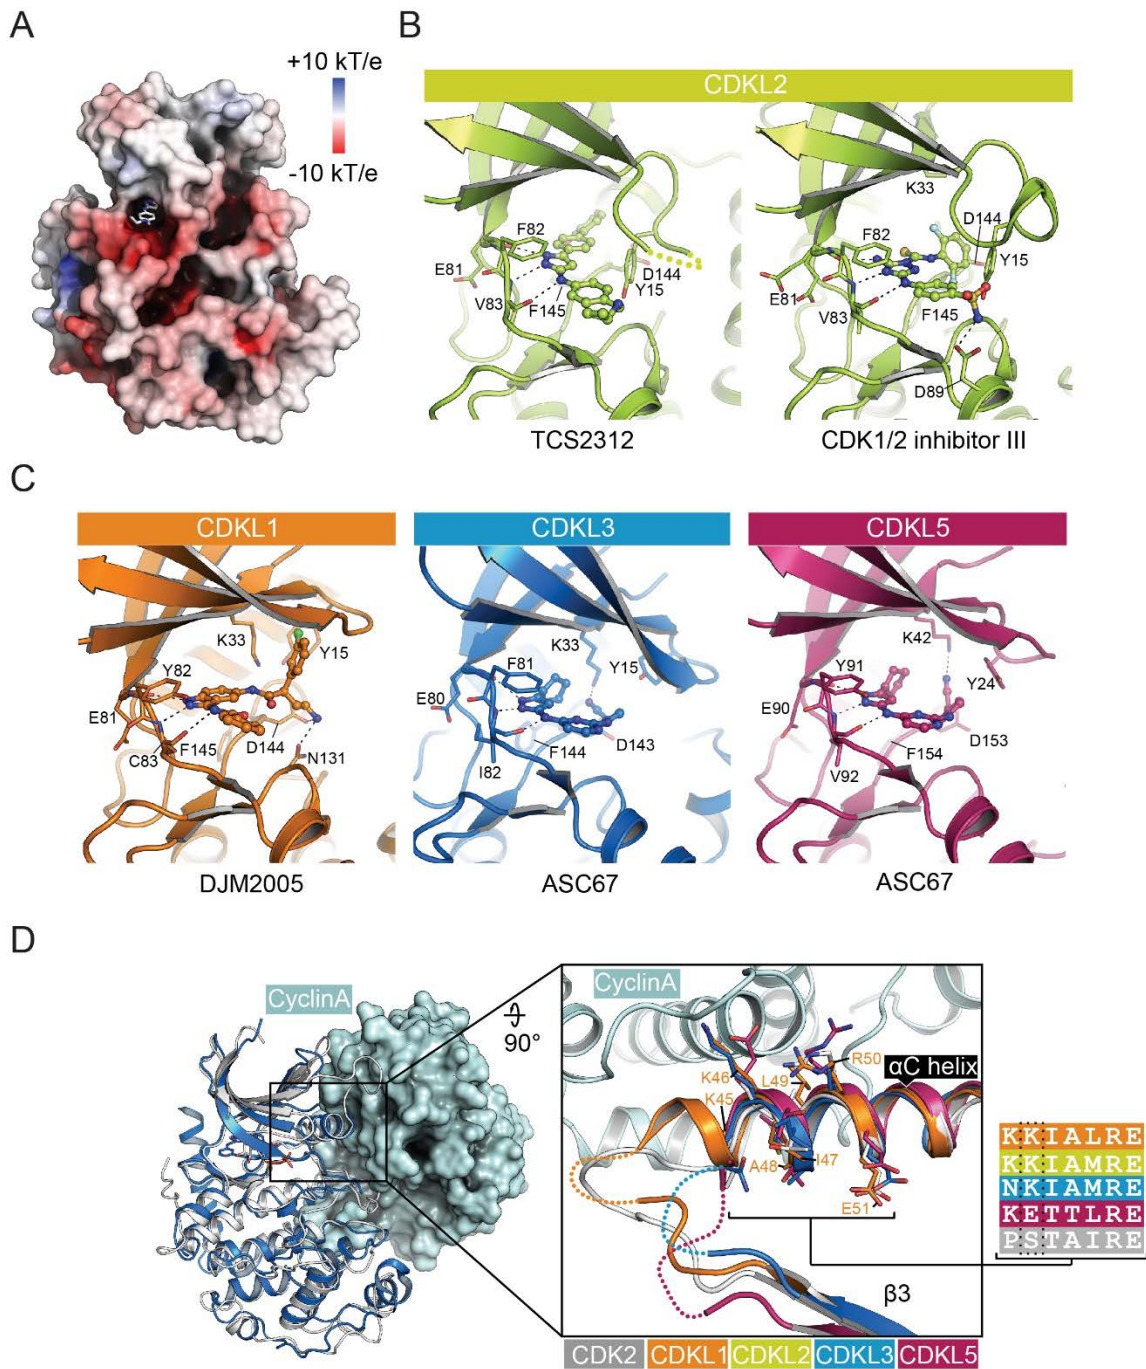 A
+10 kT/e
-10 kT/e
B
CDKL2
F82
E81
V83
F145
D144
Y15
TCS2312
K33
D144
F82
Y15
E81
V83
F145
D89
CDK1/2 inhibitor III
C
CDKL1
K33
Y15
Y82
E81
C83
F145
D144
N131
DJM2005
CDKL3
K33
F81
Y15
E80
I82
F144
D143
ASC67
CDKL5
K42
Y91
Y24
E90
V92
F154
D153
ASC67
D
CyclinA
90°
CyclinA
K46
L49
R50
αC helix
K45
A48
I47
E51
β3
KKIALRE
KKIAMRE
NKIAMRE
KETTLRE
PSTAIRE
CDK2 CDKL1 CDKL2 CDKL3 CDKL5